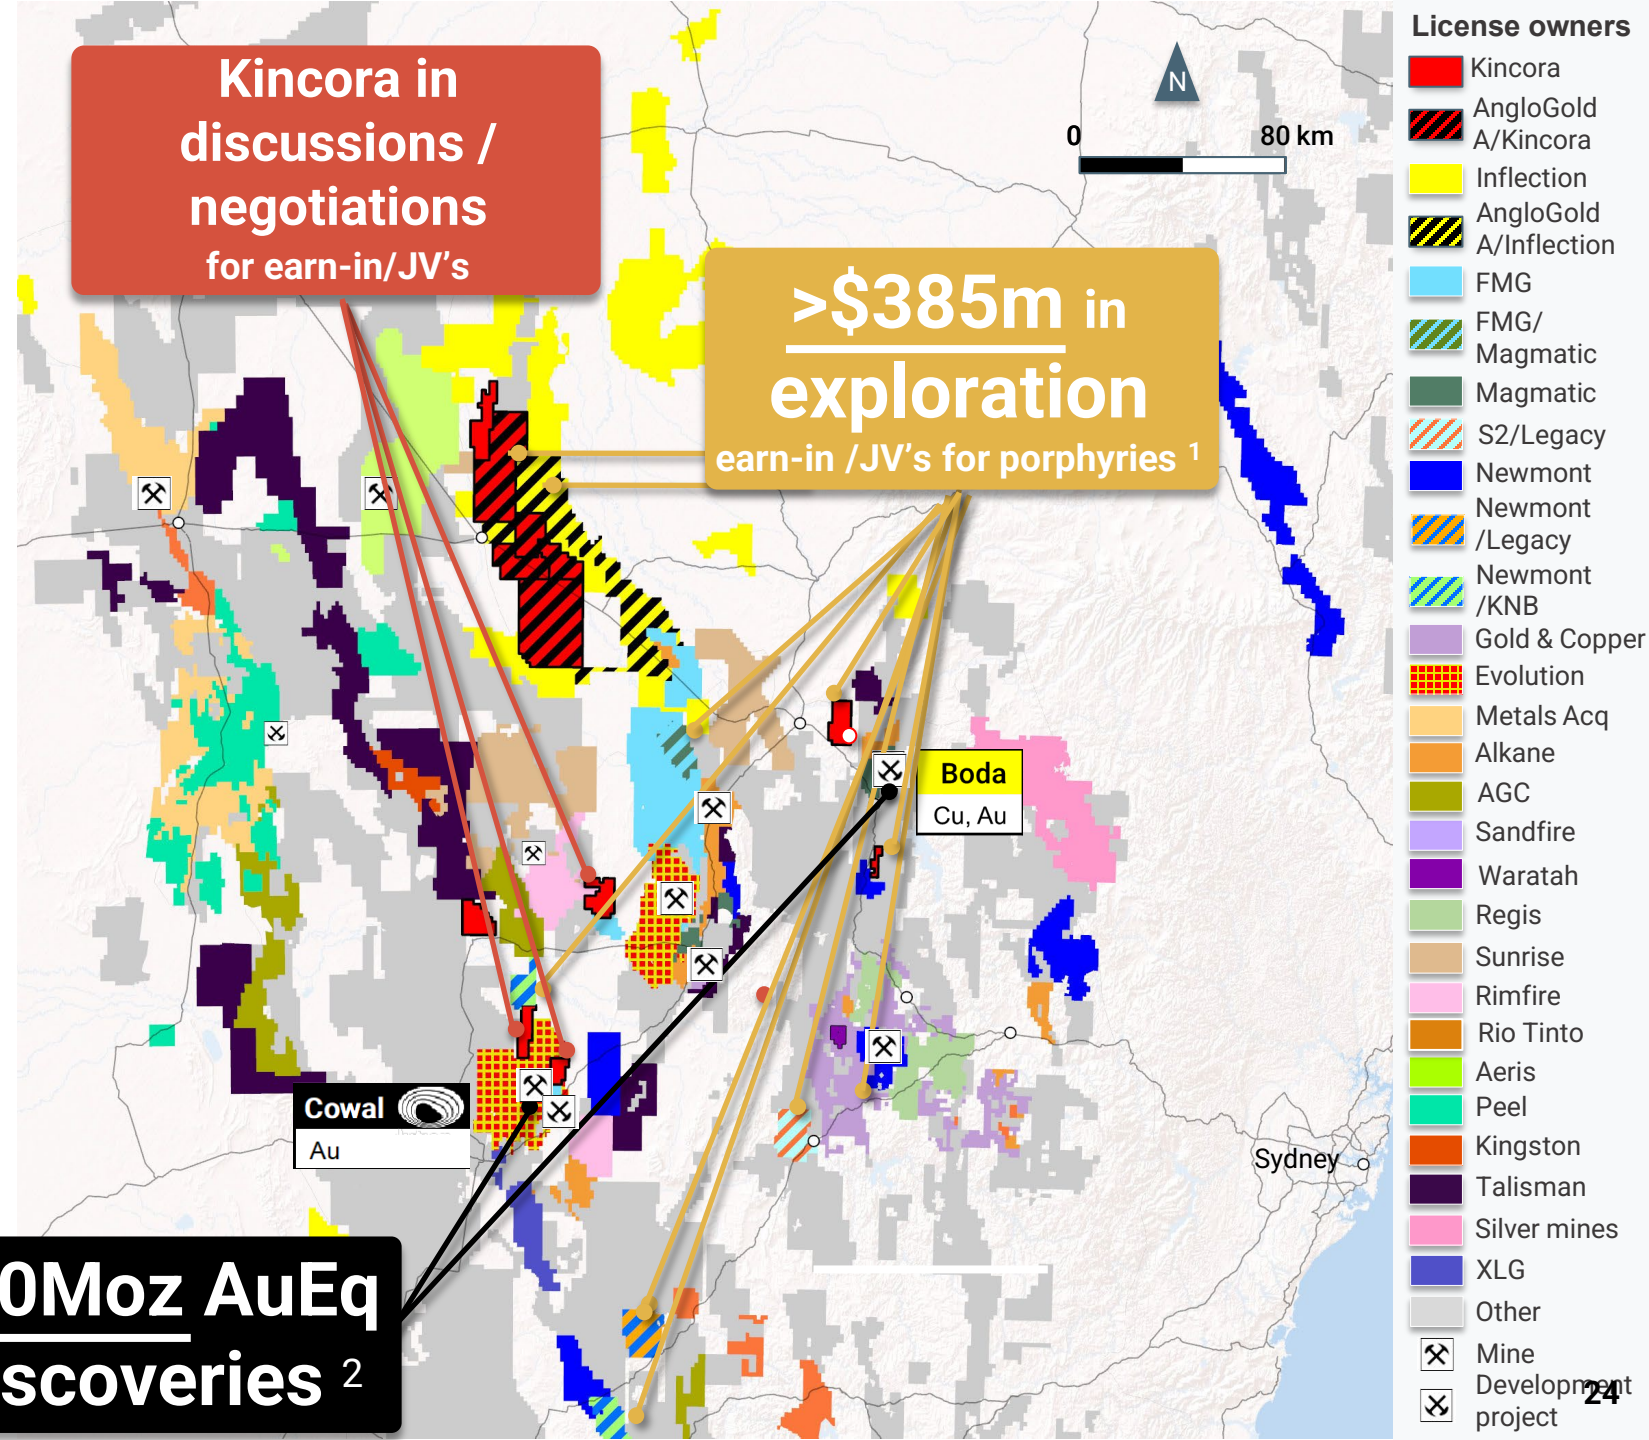 Kincora in
discussions /
negotiations
for earn-in/JV’s
>$385m in
exploration
earn-in /JV’s for porphyries 1
N
0 80 km
Boda
Cu, Au
Cowal
Au
Sydney
0Moz AuEq
scoveries 2
License owners
Kincora
AngloGold
A/Kincora
Inflection
AngloGold
A/Inflection
FMG
FMG/
Magmatic
Magmatic
S2/Legacy
Newmont
Newmont
/Legacy
Newmont
/KNB
Gold & Copper
Evolution
Metals Acq
Alkane
AGC
Sandfire
Waratah
Regis
Sunrise
Rimfire
Rio Tinto
Aeris
Peel
Kingston
Talisman
Silver mines
XLG
Other
Mine
Development
project
24